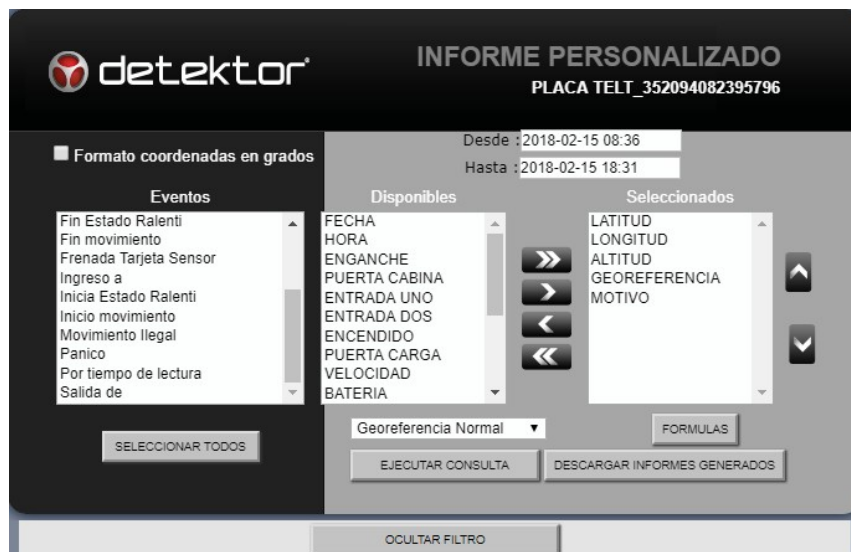 detektor
INFORME PERSONALIZADO
PLACA TELT_352094082395796
Formato coordenadas en grados
Desde : 2018-02-15 08:36
Hasta : 2018-02-15 18:31
Eventos
Fin Estado Ralenti
Fin movimiento
Frenada Tarjeta Sensor
Ingreso a
Inicia Estado Ralenti
Inicio movimiento
Movimiento Ilegal
Panico
Por tiempo de lectura
Salida de
SELECCIONAR TODOS
Disponibles
FECHA
HORA
ENGANCHE
PUERTA CABINA
ENTRADA UNO
ENTRADA DOS
ENCENDIDO
PUERTA CARGA
VELOCIDAD
BATERIA
Seleccionados
LATITUD
LONGITUD
ALTITUD
GEOREFERENCIA
MOTIVO
Georeferencia Normal
FORMULAS
EJECUTAR CONSULTA
DESCARGAR INFORMES GENERADOS
OCULTAR FILTRO